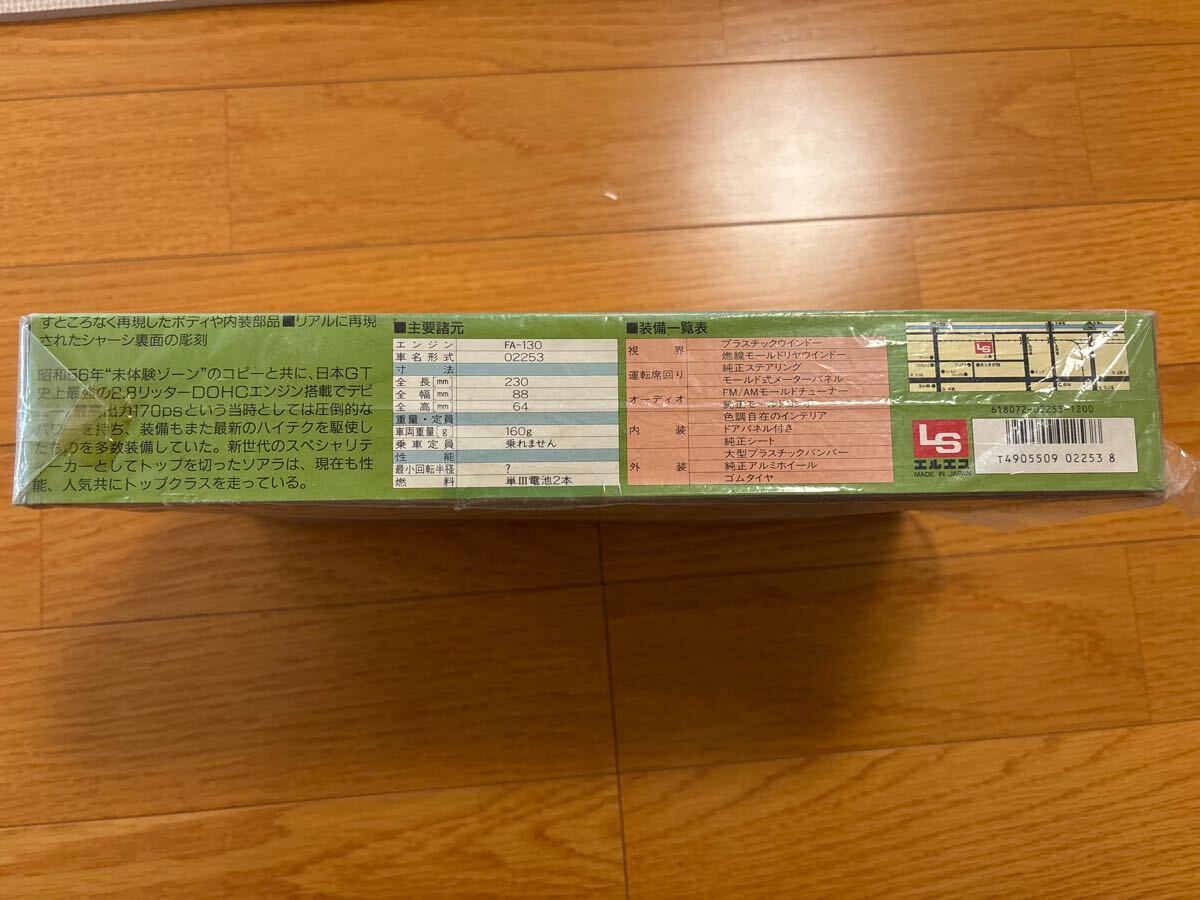 すところなく再現したボディや内装部品■リアルに再現
されたシャーシ裏面の彫刻
昭和56年“未体験ゾーン”のコピーと共に、日本GT
史上最強の2.8リッターDOHCエンジン搭載でデビ
最高出力170psという当時としては圧倒的な
パワーを持ち、装備もまた最新のハイテクを駆使し
たものを多数装備していた。新世代のスペシャリテ
ーカーとしてトップを切ったソアラは、現在も性
能、人気共にトップクラスを走っている。
■主要諸元
エンジン FA-130
車名形式 02253
寸法
全長[mm] 230
全幅[mm] 88
全高[mm] 64
重量・定員
車両重量[g] 160g
乗車定員 乗れません
性能
最小回転半径 ?
燃料 単III電池2本
■装備一覧表
視界 プラスチックウインドー
燃線モールドリヤウインドー
運転席回り 純正ステアリング
モールド式メーターパネル
オーディオ FM/AMモールドチューナー
内装 色調自在のインテリア
ドアパネル付き
純正シート
外装 大型プラスチックバンパー
純正アルミホイール
ゴムタイヤ
LS
618072-02253-1200
LS
エルエス
MADE IN JAPAN
T4905509 02253 8